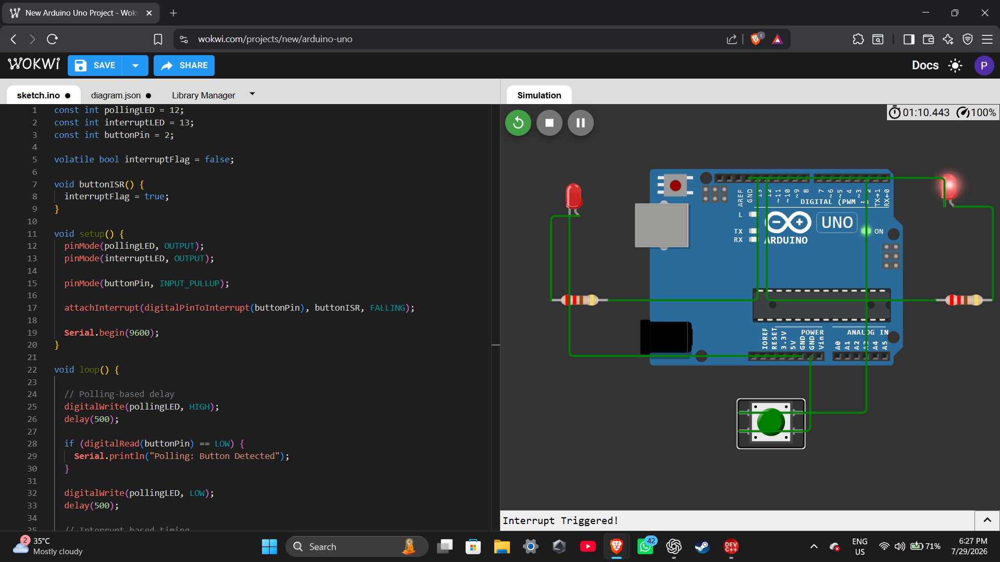 New Arduino Uno Project - Wokw
wokwi.com/projects/new/arduino-uno
1
WOKWi
SAVE
SHARE
Docs
P
sketch.ino ●
diagram.json ●
Library Manager
Simulation
01:10.443 100%
1 const int pollingLED = 12;
2 const int interruptLED = 13;
3 const int buttonPin = 2;
4
5 volatile bool interruptFlag = false;
6
7 void buttonISR() {
8 interruptFlag = true;
9 }
10
11 void setup() {
12 pinMode(pollingLED, OUTPUT);
13 pinMode(interruptLED, OUTPUT);
14
15 pinMode(buttonPin, INPUT_PULLUP);
16
17 attachInterrupt(digitalPinToInterrupt(buttonPin), buttonISR, FALLING);
18
19 Serial.begin(9600);
20 }
21
22 void loop() {
23
24 // Polling-based delay
25 digitalWrite(pollingLED, HIGH);
26 delay(500);
27
28 if (digitalRead(buttonPin) == LOW) {
29 Serial.println("Polling: Button Detected");
30 }
31
32 digitalWrite(pollingLED, LOW);
33 delay(500);
34
35 // Interrupt-based timing
AREF GND 13 12 ~11 ~10 ~9 8 7 ~6 ~5 4 ~3 2 TX→1 RX←0
DIGITAL (PWM ~)
L
TX
RX
UNO
ON
ARDUINO
IOREF RESET 3.3V 5V GND GND Vin
POWER
ANALOG IN
A0 A1 A2 A3 A4 A5
Interrupt Triggered!
2
35°C
Mostly cloudy
Search
42
DEV
C++
ENG
US
71%
6:27 PM
7/29/2026